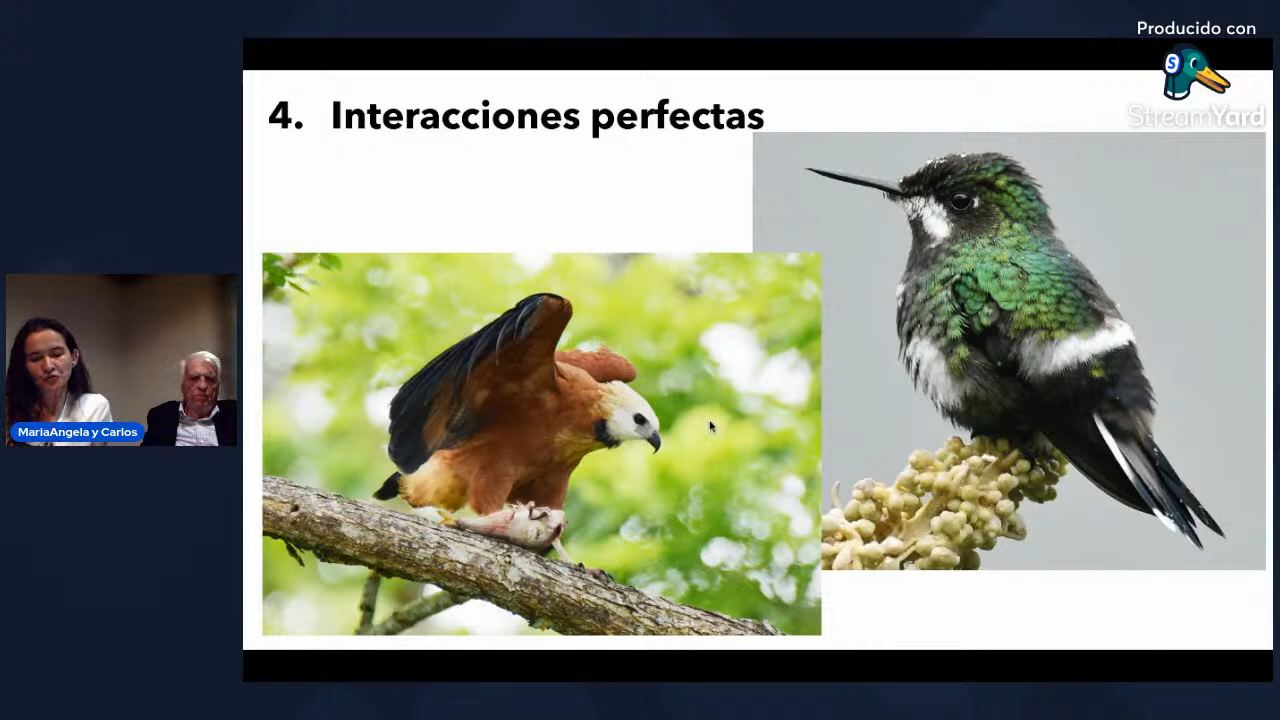 Producido con
StreamYard
4. Interacciones perfectas
MariaAngela y Carlos